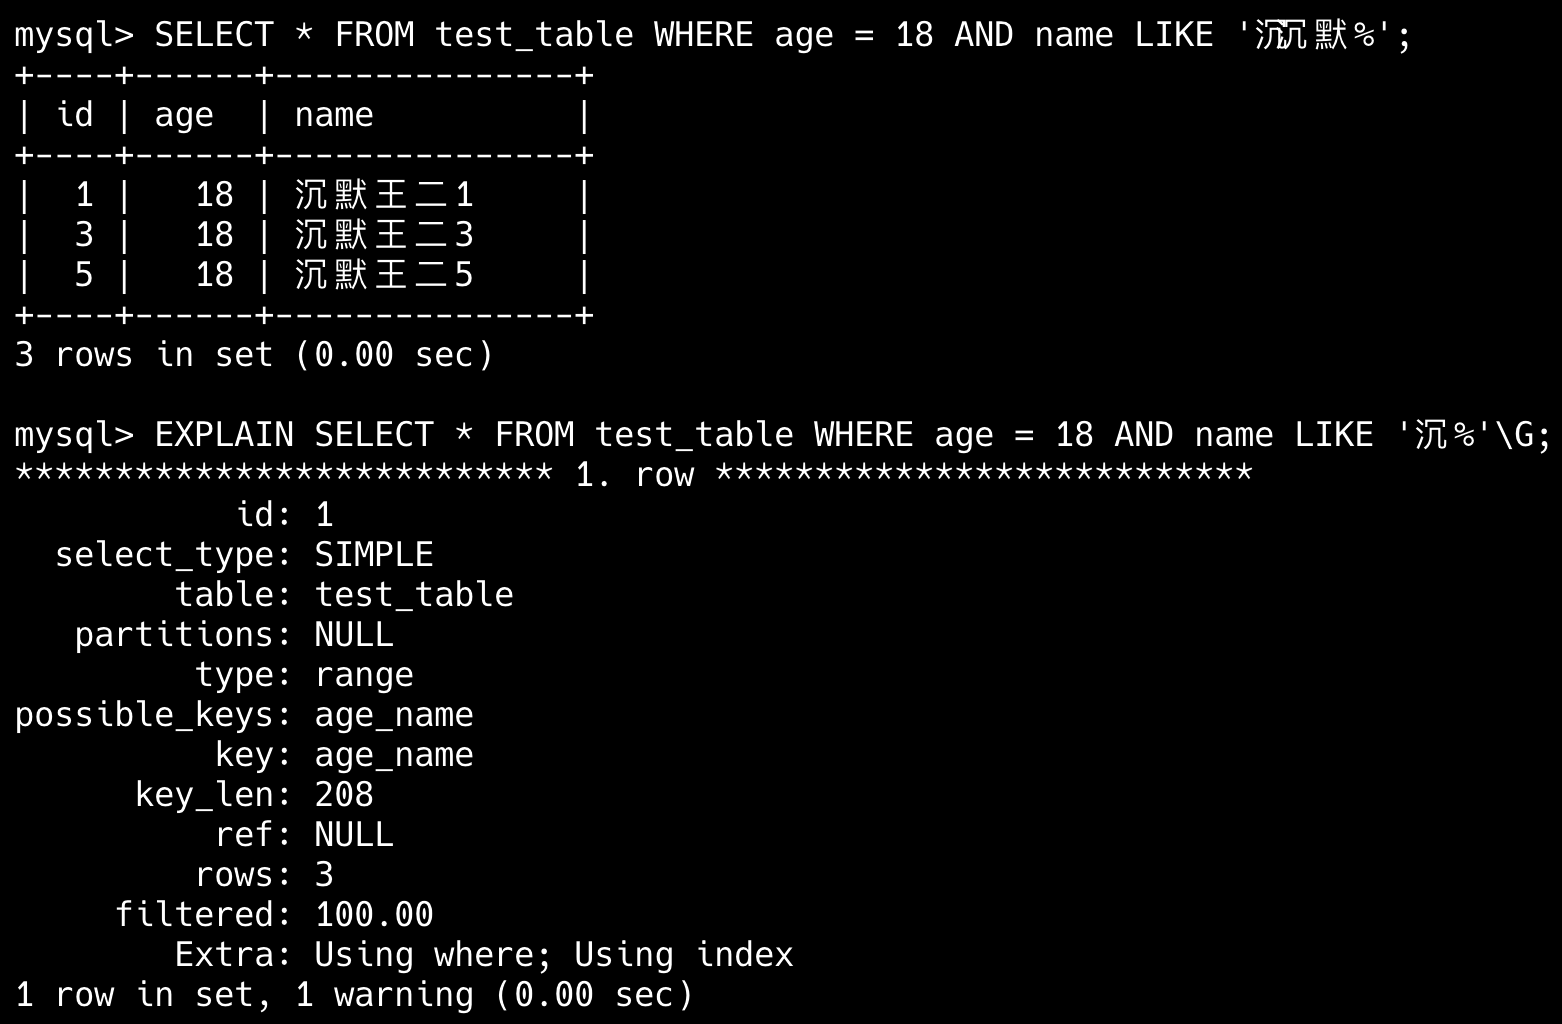 mysql> SELECT * FROM test_table WHERE age = 18 AND name LIKE '沉沉默%';
+----+------+---------------+
| id | age  | name          |
+----+------+---------------+
|  1 |   18 | 沉默王二1     |
|  3 |   18 | 沉默王二3     |
|  5 |   18 | 沉默王二5     |
+----+------+---------------+
3 rows in set (0.00 sec)

mysql> EXPLAIN SELECT * FROM test_table WHERE age = 18 AND name LIKE '沉%'\G;
*************************** 1. row ***************************
           id: 1
  select_type: SIMPLE
        table: test_table
   partitions: NULL
         type: range
possible_keys: age_name
          key: age_name
      key_len: 208
          ref: NULL
         rows: 3
     filtered: 100.00
        Extra: Using where; Using index
1 row in set, 1 warning (0.00 sec)